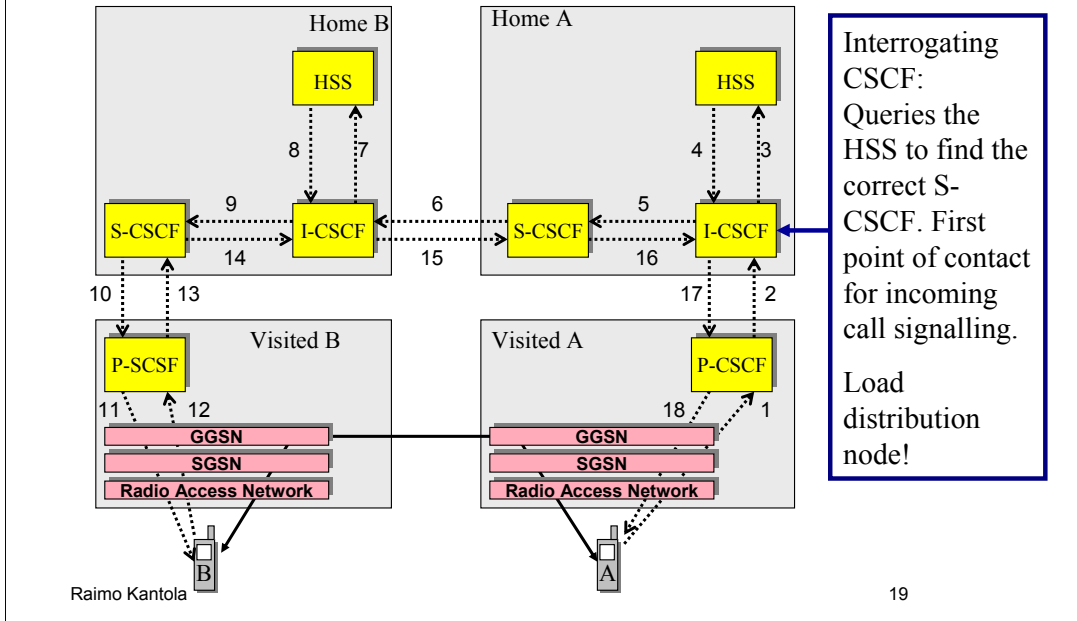 Home B
Home A
HSS
HSS
8
7
4
3
9
6
5
S-CSCF
I-CSCF
S-CSCF
I-CSCF
14
15
16
10
13
17
2
Visited B
Visited A
P-SCSF
P-CSCF
11
12
18
1
GGSN
GGSN
SGSN
SGSN
Radio Access Network
Radio Access Network
B
A
Interrogating
CSCF:
Queries the
HSS to find the
correct S-
CSCF. First
point of contact
for incoming
call signalling.
Load
distribution
node!
Raimo Kantola
19